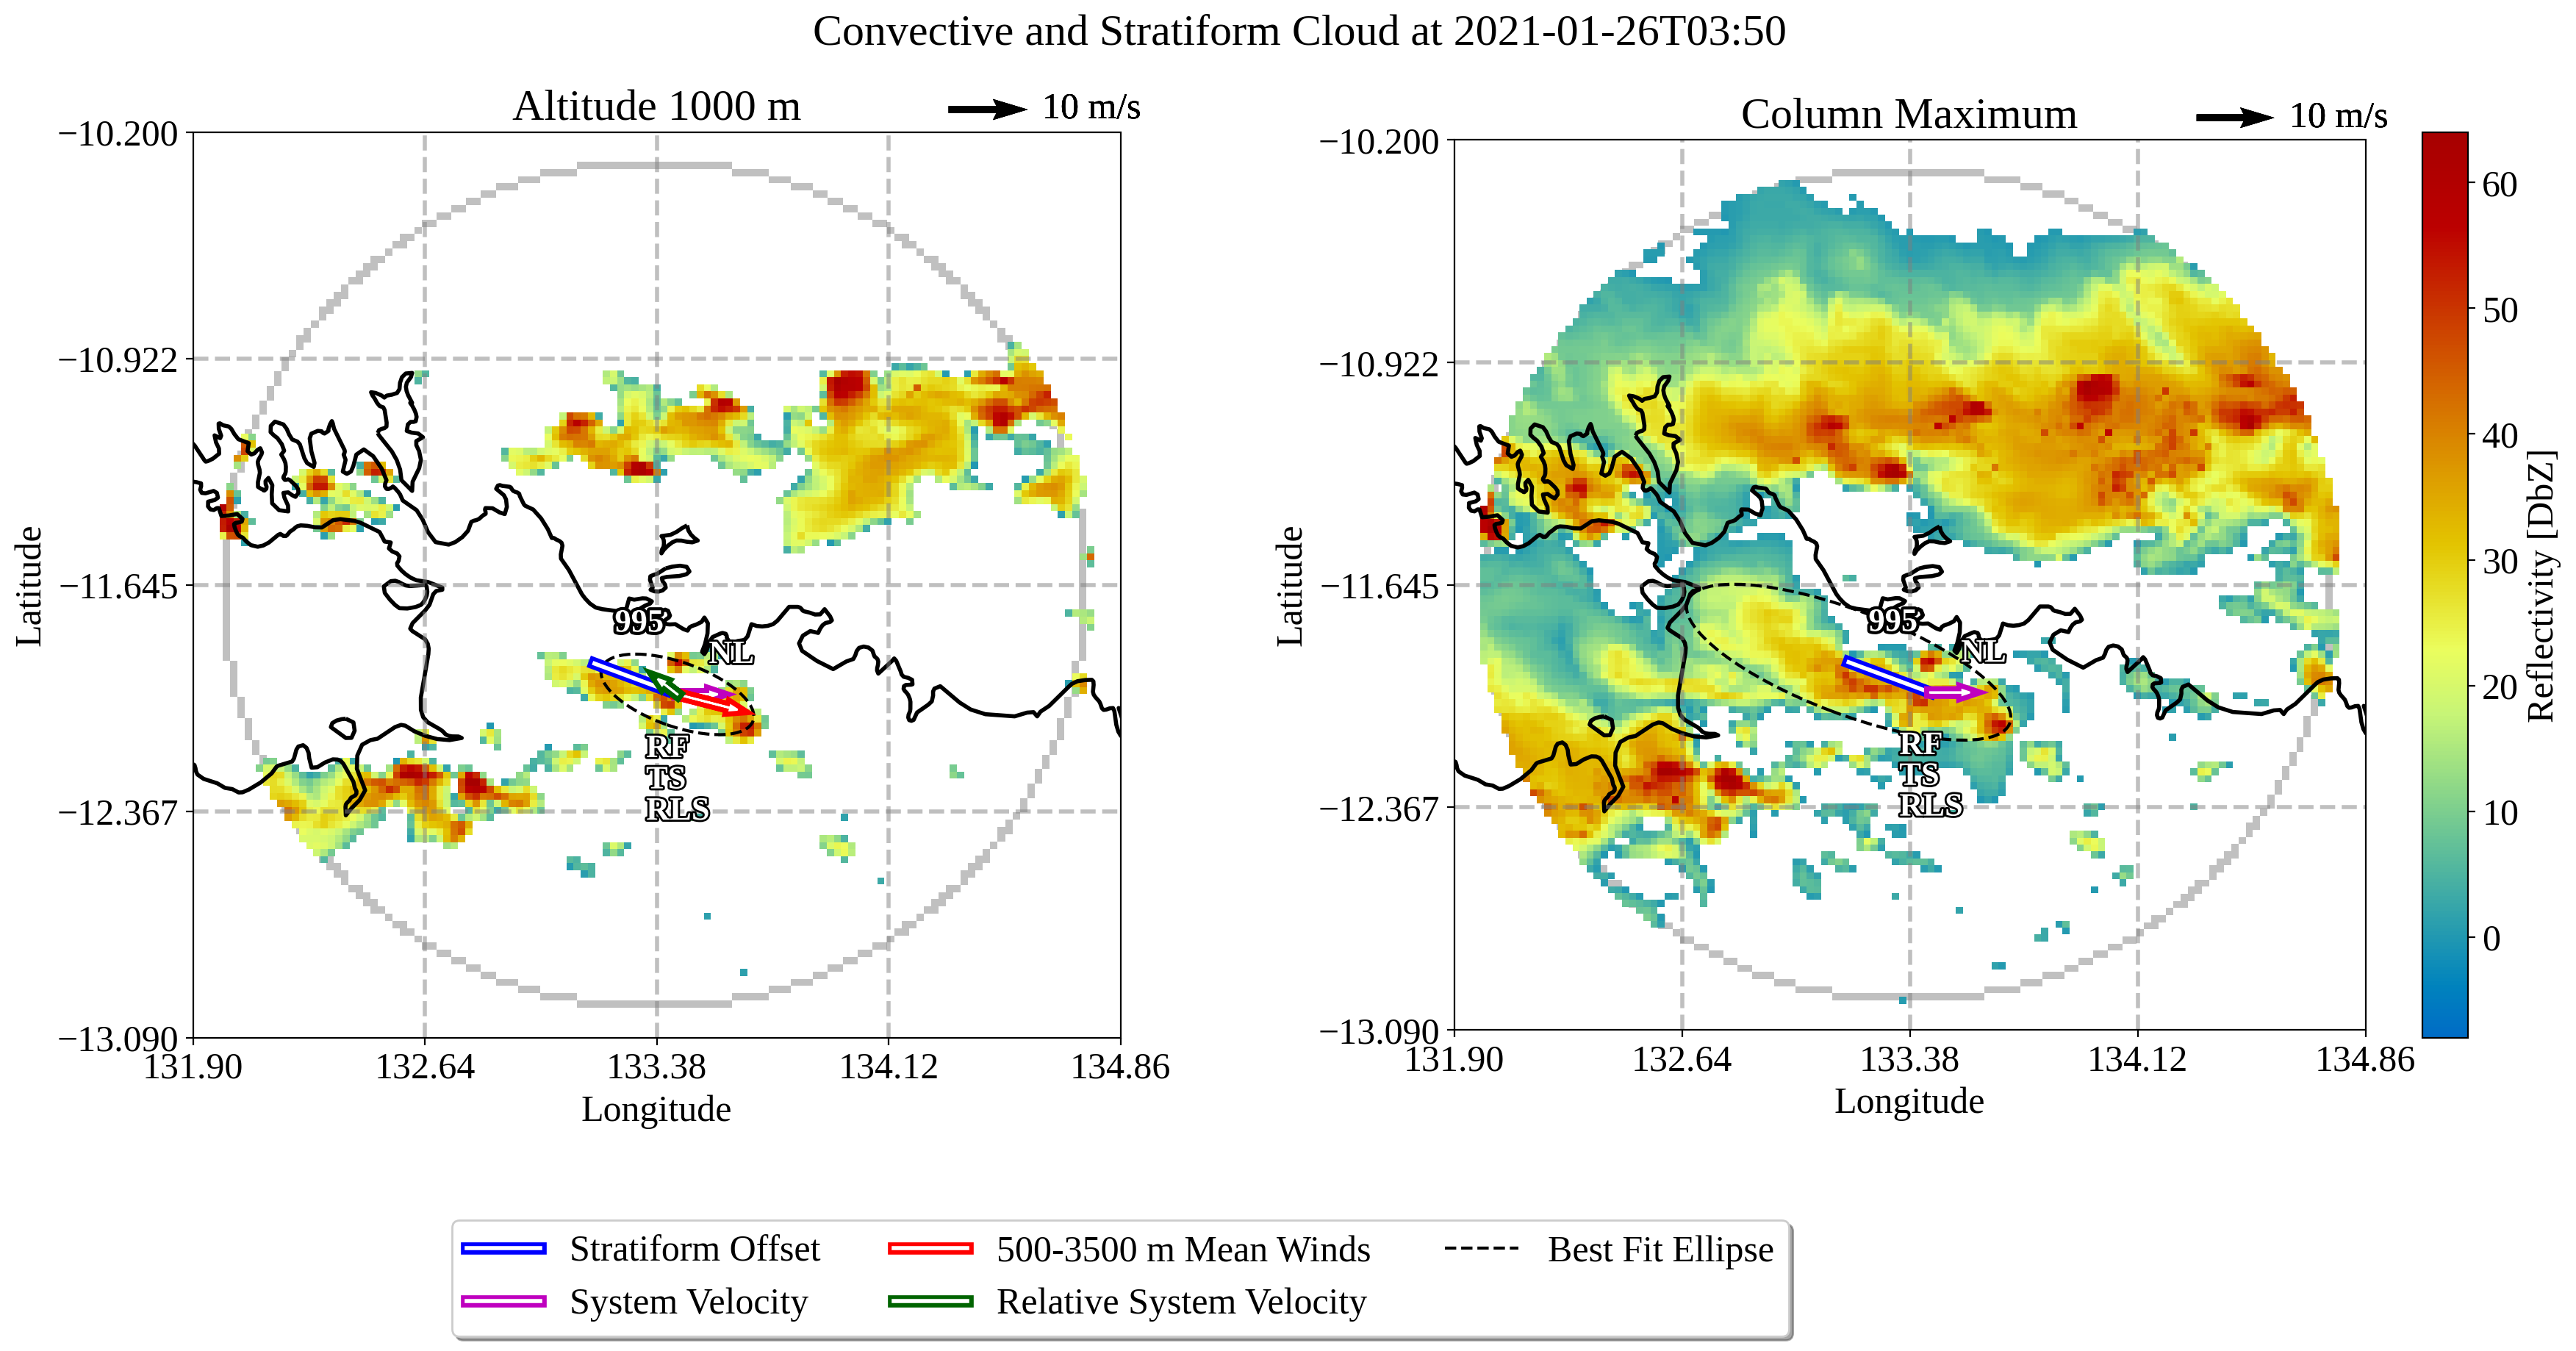 Convective and Stratiform Cloud at 2021-01-26T03:50
Altitude 1000 m
10 m/s
−10.200
−10.922
−11.645
−12.367
−13.090
Latitude
131.90
132.64
133.38
134.12
134.86
Longitude
995
NL
RF
TS
RLS
Column Maximum
10 m/s
−10.200
−10.922
−11.645
−12.367
−13.090
Latitude
131.90
132.64
133.38
134.12
134.86
Longitude
995
NL
RF
TS
RLS
60
50
40
30
20
10
0
Reflectivity [DbZ]
Stratiform Offset
System Velocity
500-3500 m Mean Winds
Relative System Velocity
Best Fit Ellipse